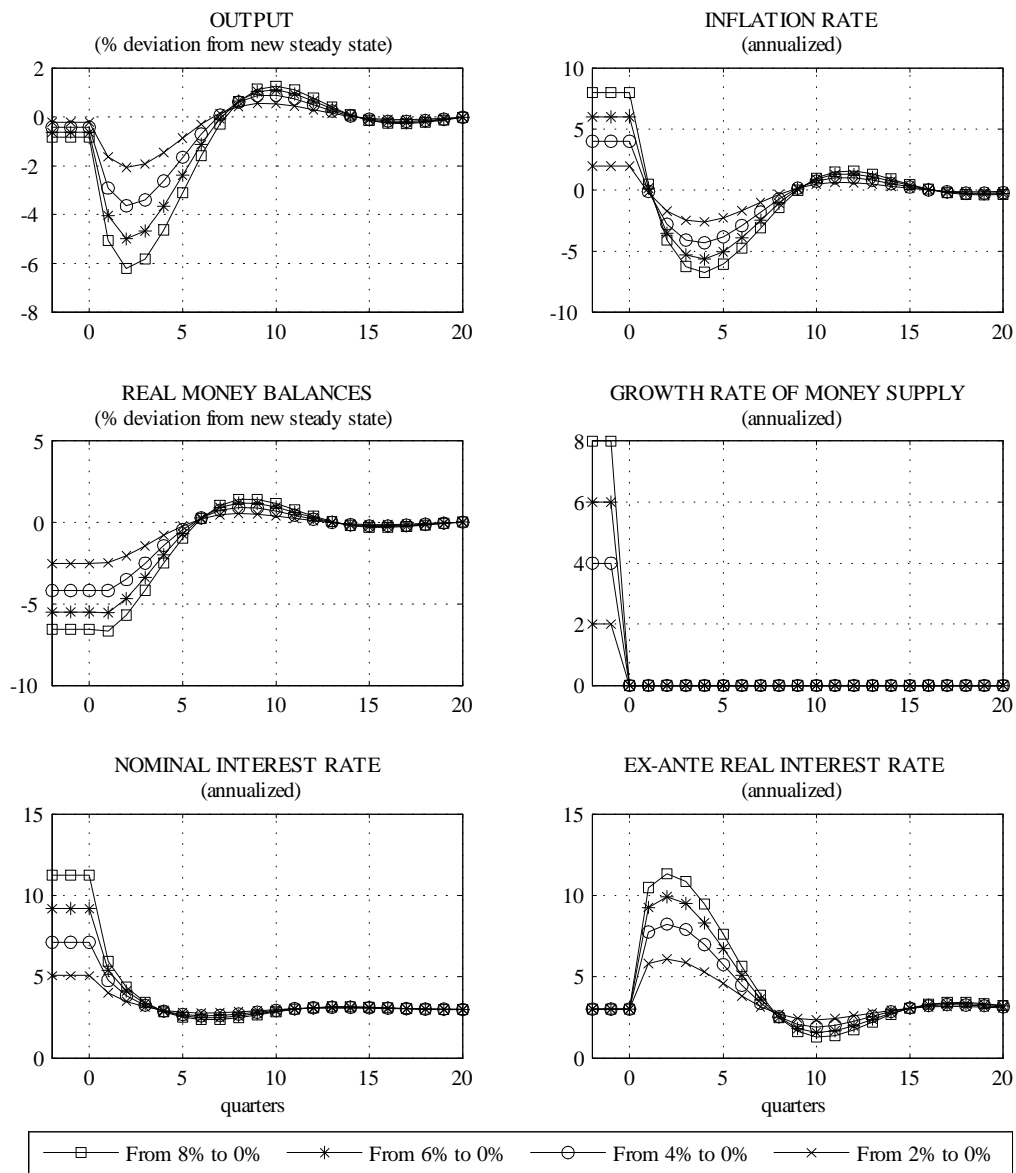 OUTPUT
(% deviation from new steady state)
2
0
-2
-4
-6
-8
0 5 10 15 20
INFLATION RATE
(annualized)
10
5
0
-5
-10
0 5 10 15 20
REAL MONEY BALANCES
(% deviation from new steady state)
5
0
-5
-10
0 5 10 15 20
GROWTH RATE OF MONEY SUPPLY
(annualized)
8
6
4
2
0
0 5 10 15 20
NOMINAL INTEREST RATE
(annualized)
15
10
5
0
0 5 10 15 20
quarters
EX-ANTE REAL INTEREST RATE
(annualized)
15
10
5
0
0 5 10 15 20
quarters
From 8% to 0% From 6% to 0% From 4% to 0% From 2% to 0%